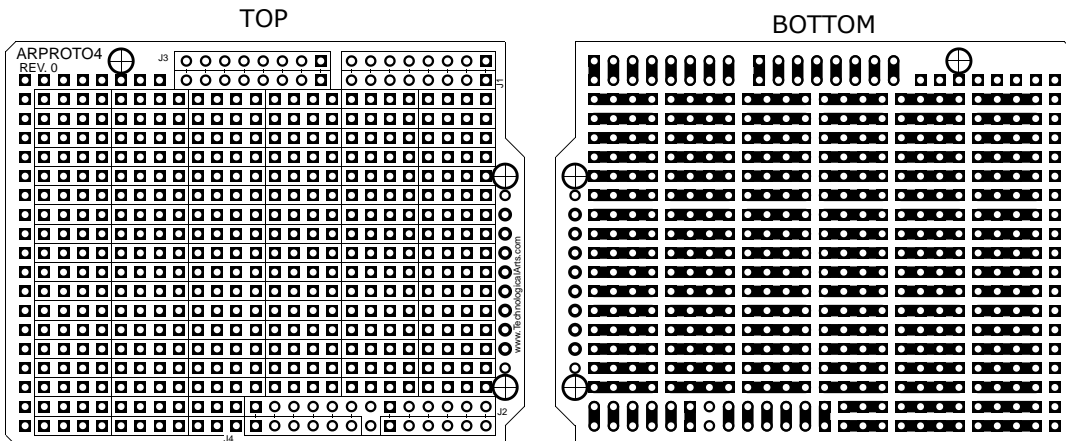 TOP
BOTTOM
ARPROTO4
REV. 0
J3
J1
www.TechnologicalArts.com
J2
J4